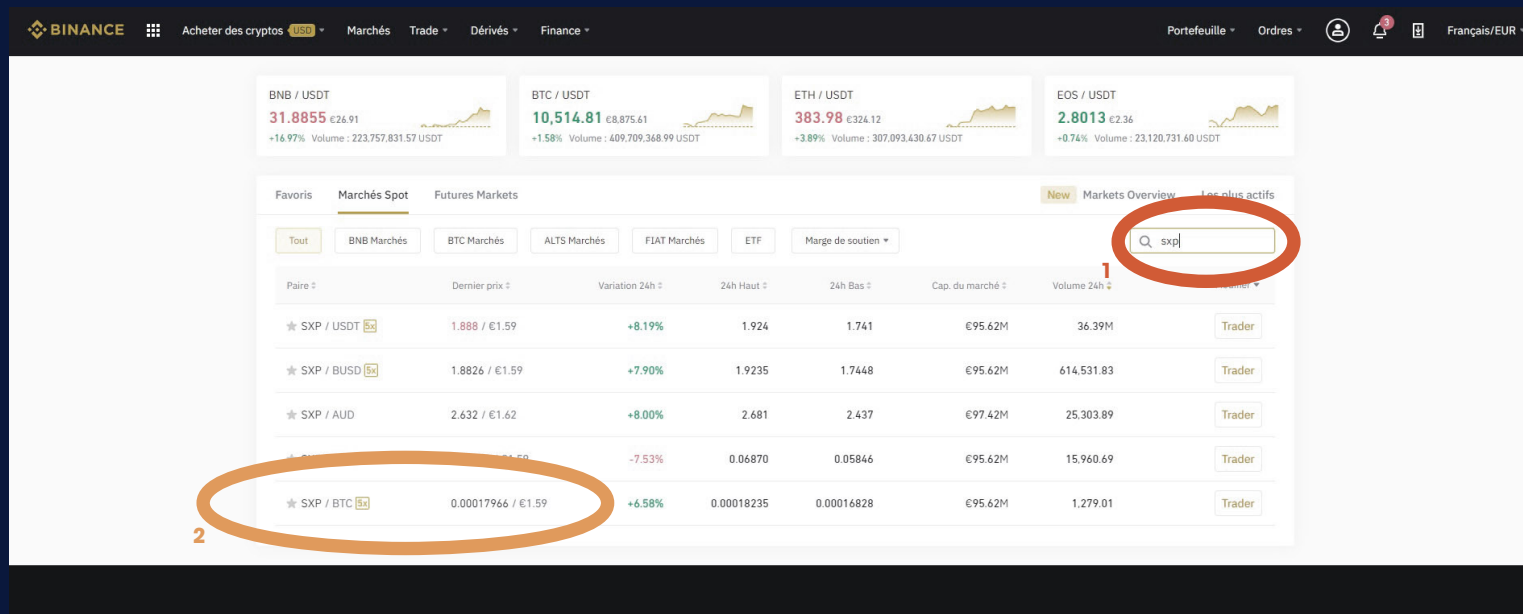 BINANCE Acheter des cryptos USD Marchés Trade Dérivés Finance Portefeuille Ordres 3 Français/EUR
BNB / USDT BTC / USDT ETH / USDT EOS / USDT
31.8855 €26.91 10,514.81 €8,875.61 383.98 €324.12 2.8013 €2.36
+16.97% Volume : 223,757,831.57 USDT +1.58% Volume : 409,709,368.99 USDT +3.89% Volume : 307,093,430.67 USDT +0.74% Volume : 23,120,731.60 USDT
Favoris Marchés Spot Futures Markets New Markets Overview Les plus actifs
Tout BNB Marchés BTC Marchés ALTS Marchés FIAT Marchés ETF Marge de soutien sxp
1
Paire Dernier prix Variation 24h 24h Haut 24h Bas Cap. du marché Volume 24h
SXP / USDT 5x 1.888 / €1.59 +8.19% 1.924 1.741 €95.62M 36.39M Trader
SXP / BUSD 5x 1.8826 / €1.59 +7.90% 1.9235 1.7448 €95.62M 614,531.83 Trader
SXP / AUD 2.632 / €1.62 +8.00% 2.681 2.437 €97.42M 25,303.89 Trader
-7.53% 0.06870 0.05846 €95.62M 15,960.69 Trader
SXP / BTC 5x 0.00017966 / €1.59 +6.58% 0.00018235 0.00016828 €95.62M 1,279.01 Trader
2